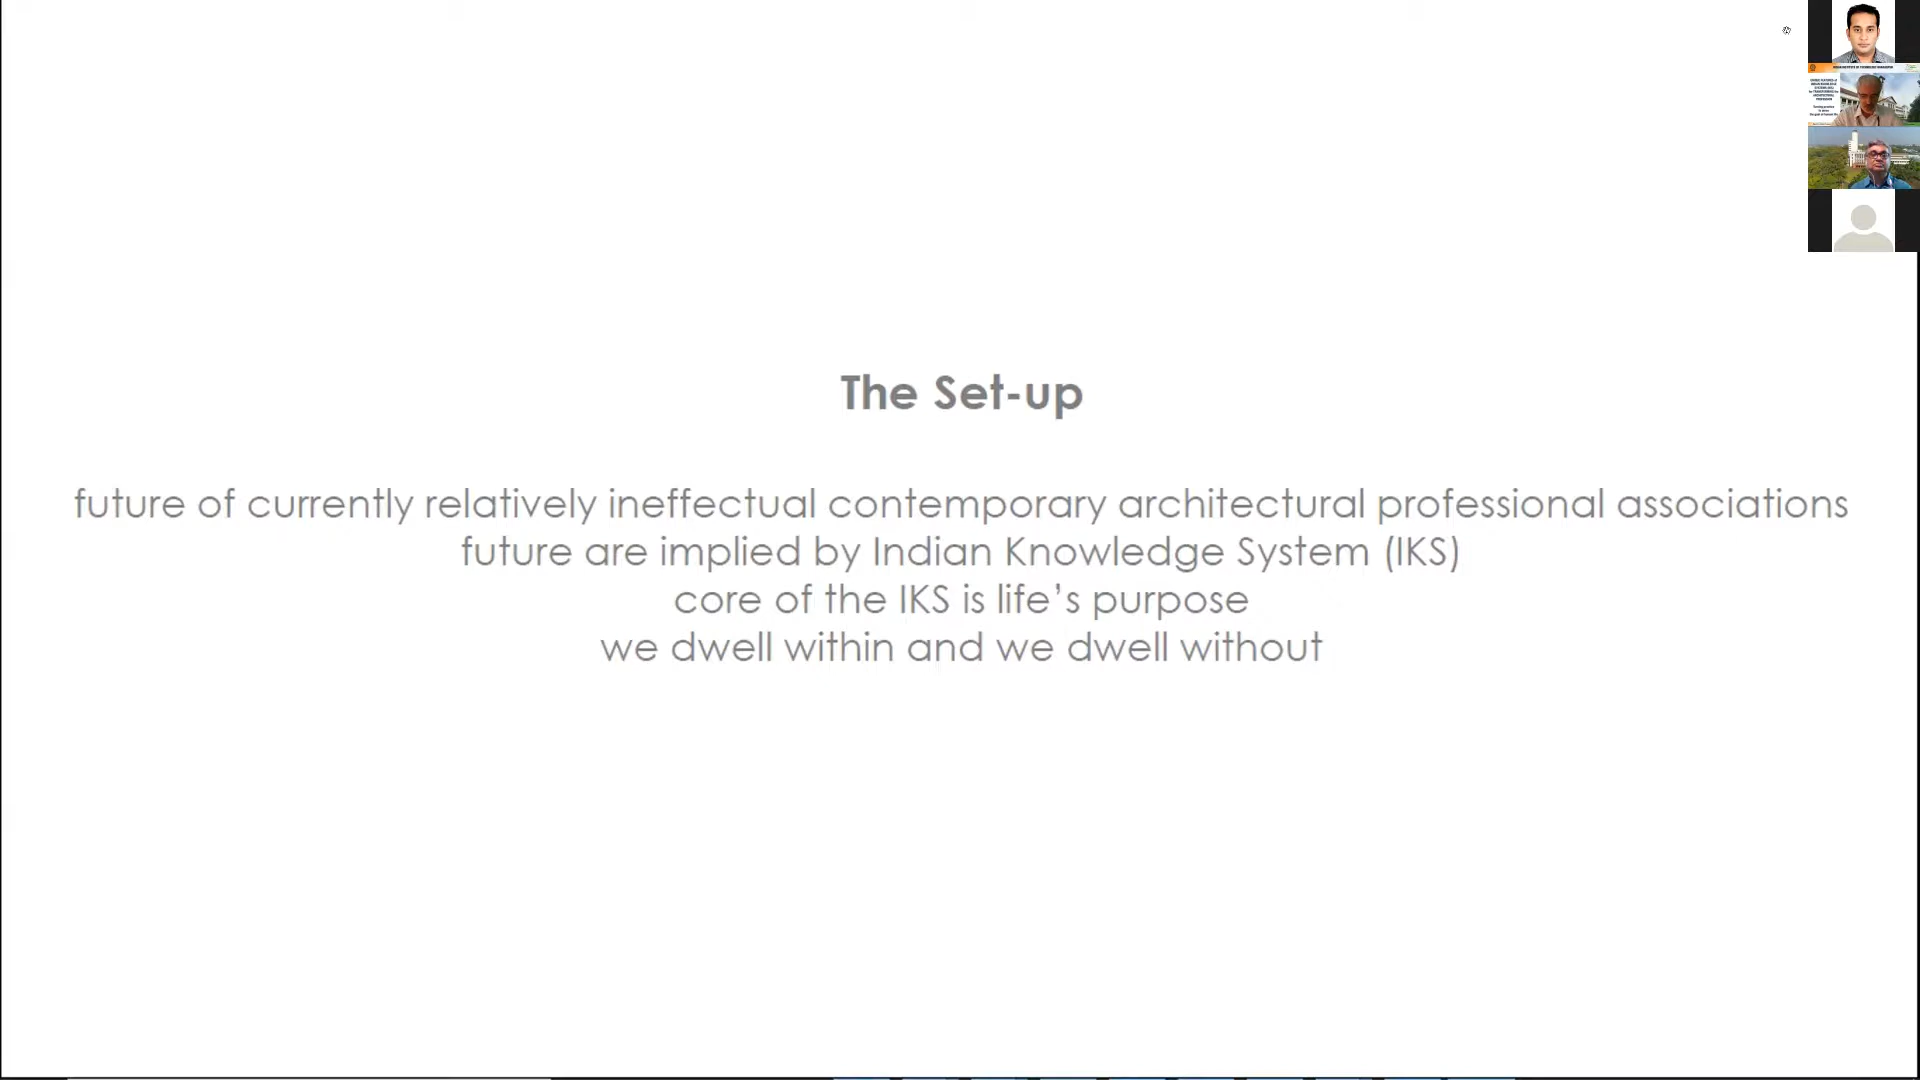 The Set-up
future of currently relatively ineffectual contemporary architectural professional associations
future are implied by Indian Knowledge System (IKS)
core of the IKS is life's purpose
we dwell within and we dwell without